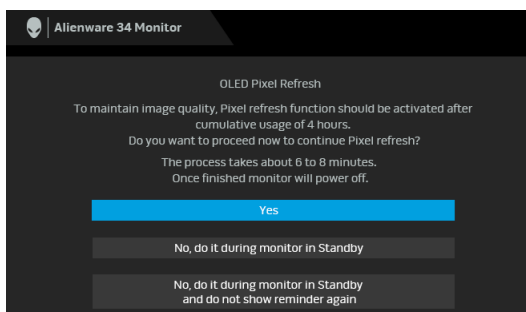 Alienware 34 Monitor
OLED Pixel Refresh
To maintain image quality, Pixel refresh function should be activated after
cumulative usage of 4 hours.
Do you want to proceed now to continue Pixel refresh?
The process takes about 6 to 8 minutes.
Once finished monitor will power off.
Yes
No, do it during monitor in Standby
No, do it during monitor in Standby
and do not show reminder again